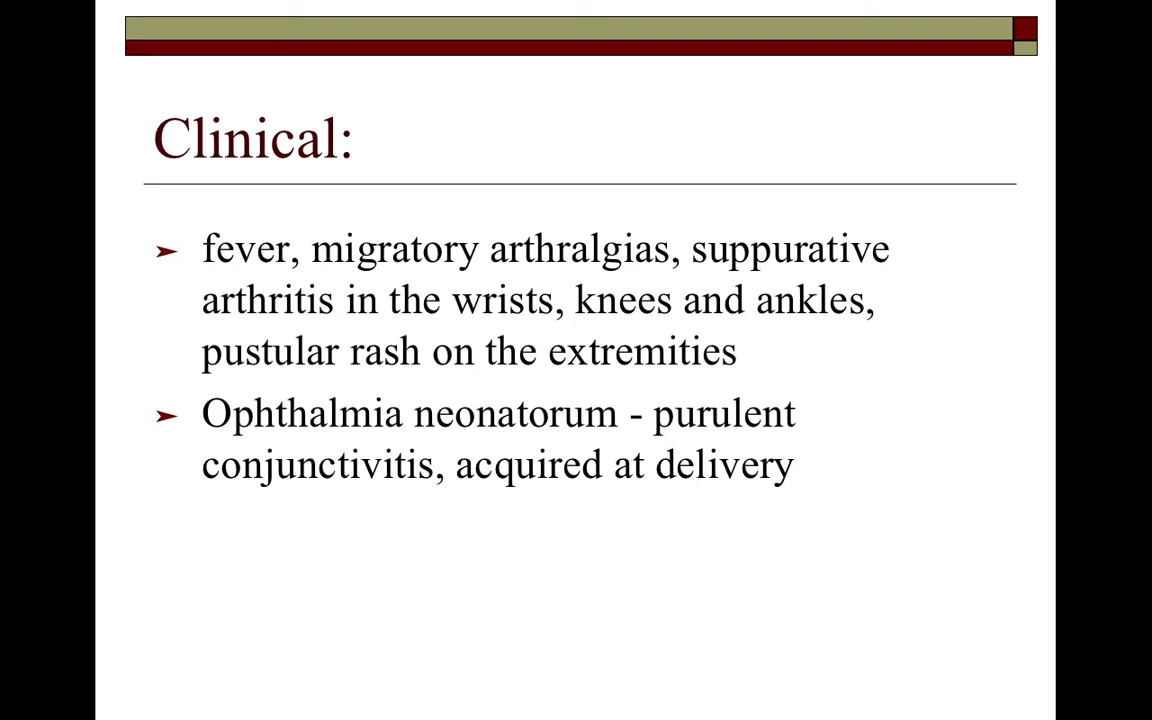 Clinical:
➢ fever, migratory arthralgias, suppurative
arthritis in the wrists, knees and ankles,
pustular rash on the extremities
➢ Ophthalmia neonatorum - purulent
conjunctivitis, acquired at delivery